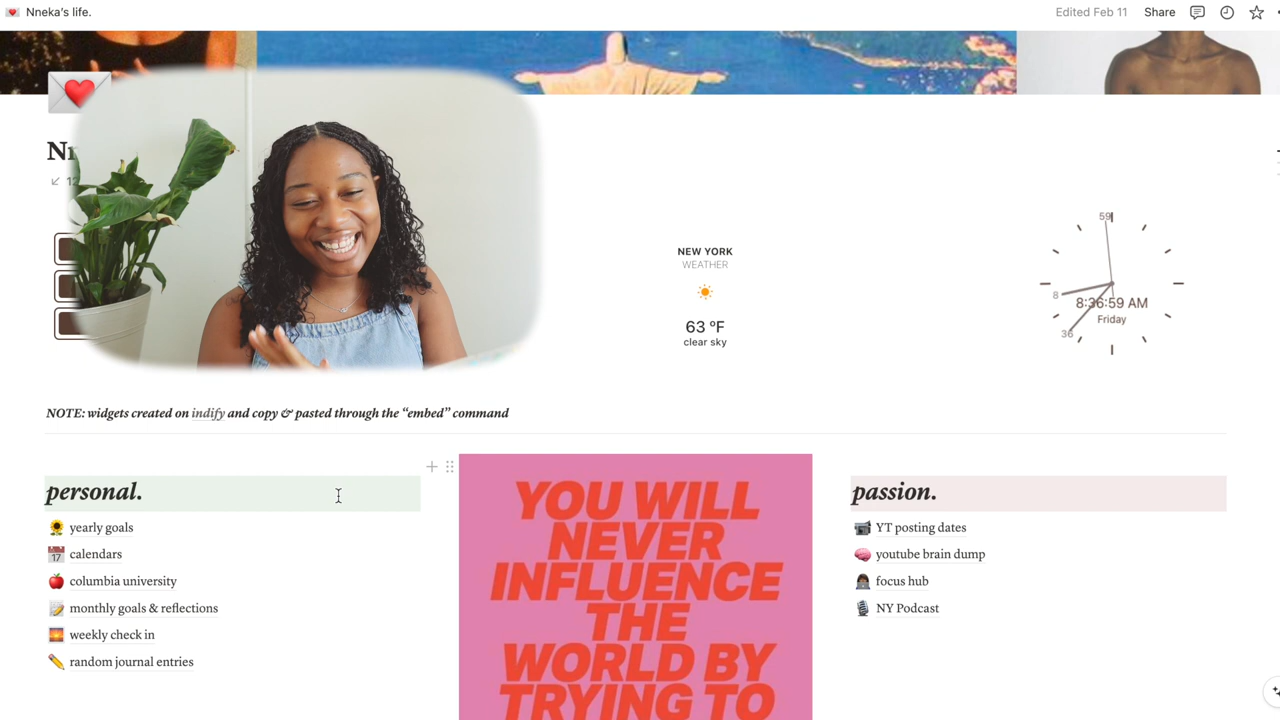 Nneka's life.
Edited Feb 11 Share
NEW YORK
WEATHER
63 ºF
clear sky
59
8
8:36:59 AM
Friday
36
NOTE: widgets created on indify and copy & pasted through the “embed” command
personal.
yearly goals
17 calendars
columbia university
monthly goals & reflections
weekly check in
random journal entries
YOU WILL
NEVER
INFLUENCE
THE
WORLD BY
TRYING TO
passion.
YT posting dates
youtube brain dump
focus hub
NY Podcast